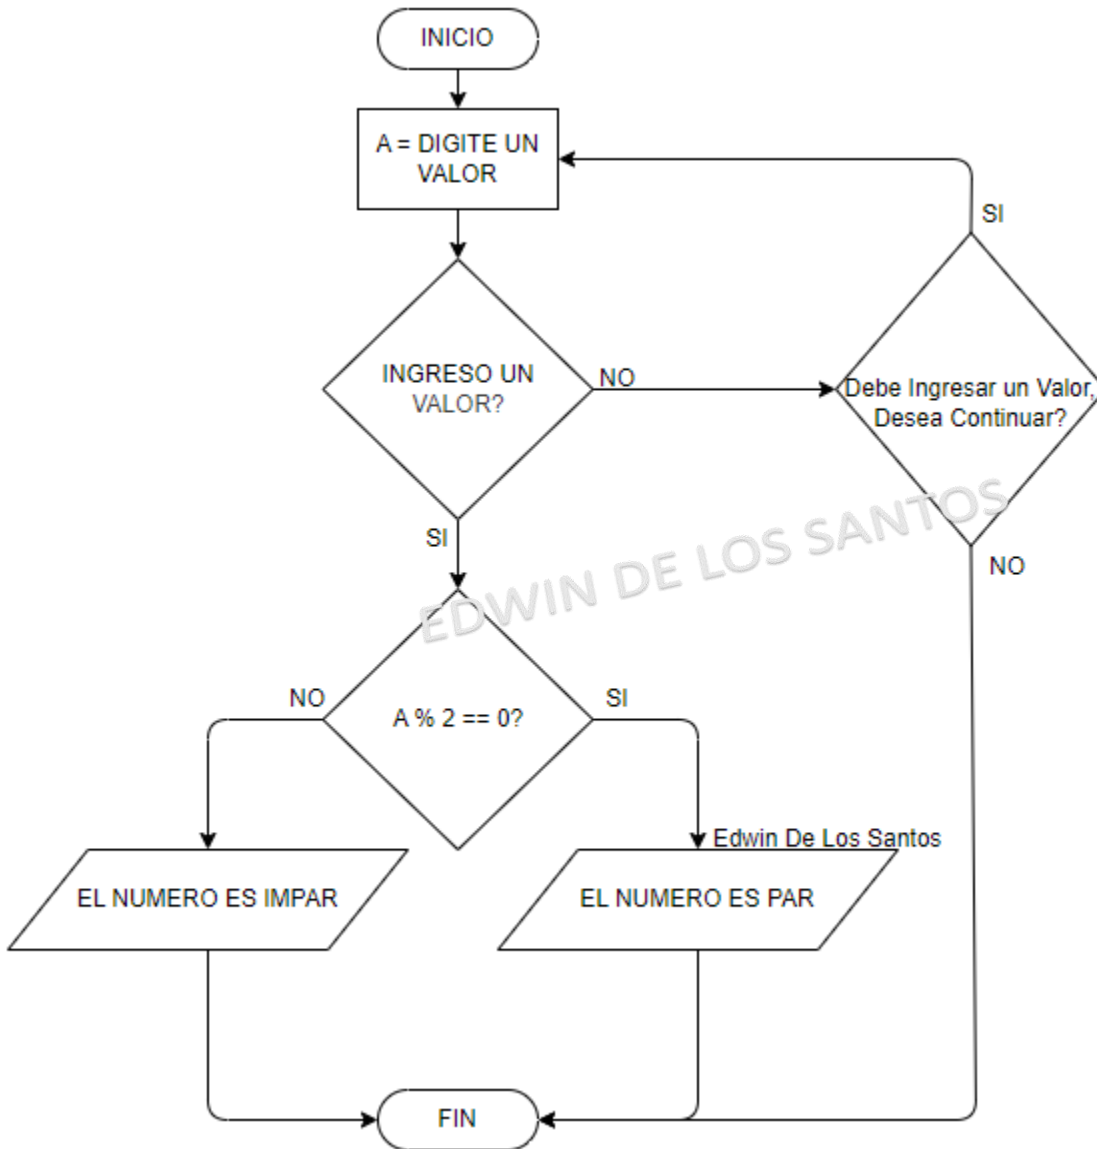 INICIO
A = DIGITE UN
VALOR
SI
INGRESO UN
VALOR?
NO
Debe Ingresar un Valor,
Desea Continuar?
SI
NO
EDWIN DE LOS SANTOS
NO
A % 2 == 0?
SI
Edwin De Los Santos
EL NUMERO ES IMPAR
EL NUMERO ES PAR
FIN